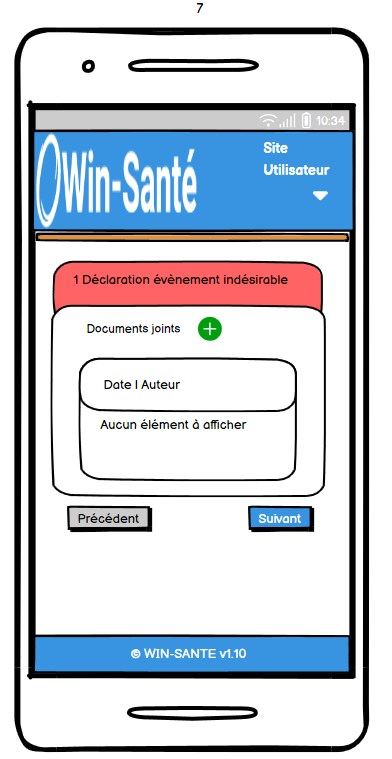 7
10:34
Site
Win-Santé
Utilisateur
1 Déclaration évènement indésirable
Documents joints
Date | Auteur
Aucun élément à afficher
Précédent
Suivant
© WIN-SANTE v1.10